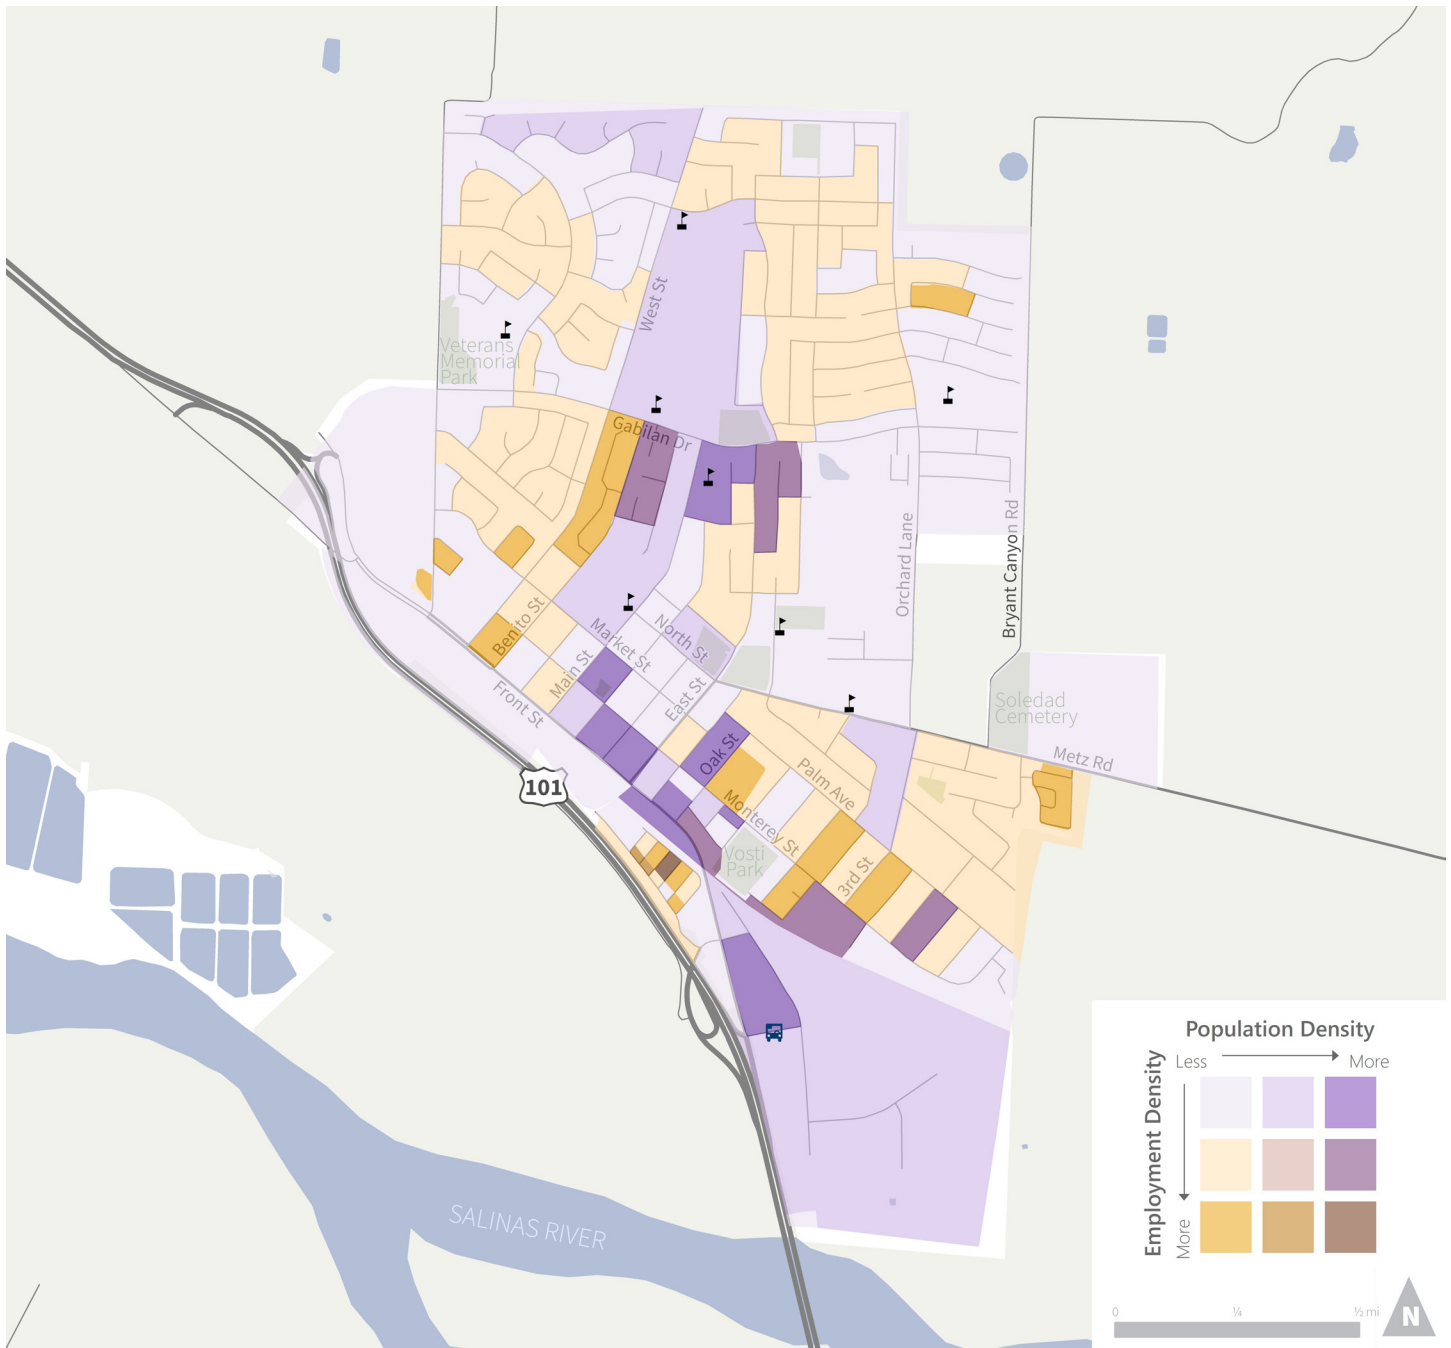 West St
Veterans
Memorial
Park
Gabilan Dr
Orchard Lane
Bryant Canyon Rd
Benito St
Market St
North St
Main St
Front St
East St
Soledad
Cemetery
Metz Rd
Oak St
Palm Ave
101
Monterey St
Vosti
Park
3rd St
SALINAS RIVER
Population Density
Less
More
Employment Density
More
0
¼
½ mi
N